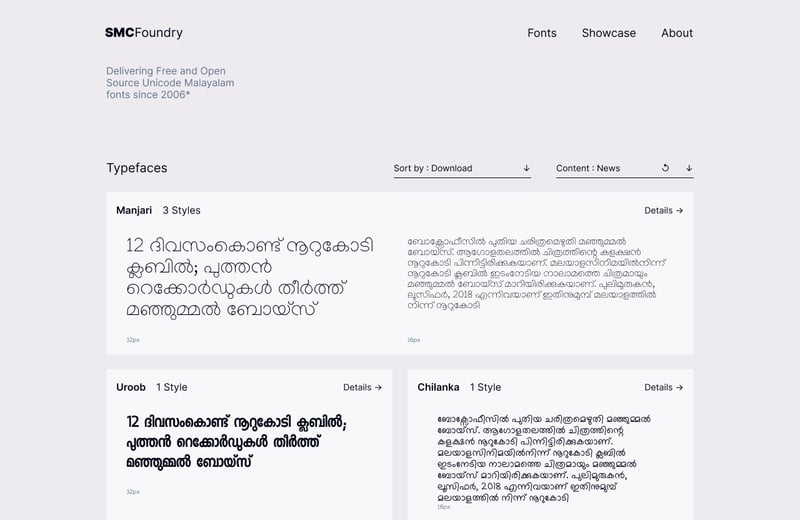 SMCFoundry
Fonts
Showcase
About
Delivering Free and Open
Source Unicode Malayalam
fonts since 2006*
Typefaces
Sort by : Download ↓
Content : News ↓
Manjari 3 Styles
Details →
12 ദിവസംകൊണ്ട് നൂറുകോടി
ക്ലബിൽ; പുത്തൻ
റെക്കോർഡുകൾ തീർത്ത്
മഞ്ഞുമ്മൽ ബോയ്സ്
32px
ബോക്സോഫീസിൽ പുതിയ ചരിത്രമെഴുതി മഞ്ഞുമ്മൽ
ബോയ്സ്. ആഗോളതലത്തിൽ ചിത്രത്തിന്റെ കളക്ഷൻ
നൂറുകോടി പിന്നിട്ടിരിക്കുകയാണ്. മലയാളസിനിമയിൽനിന്ന്
നൂറുകോടി ക്ലബിൽ ഇടംനേടിയ നാലാമത്തെ ചിത്രമായും
മഞ്ഞുമ്മൽ ബോയ്സ് മാറിയിരിക്കുകയാണ്. പുലിമുരുകൻ,
ലൂസിഫർ, 2018 എന്നിവയാണ് ഇതിനുമുമ്പ് മലയാളത്തിൽ
നിന്ന് നൂറുകോടി
16px
Uroob 1 Style
Details →
12 ദിവസംകൊണ്ട് നൂറുകോടി ക്ലബിൽ;
പുത്തൻ റെക്കോർഡുകൾ തീർത്ത്
മഞ്ഞുമ്മൽ ബോയ്സ്
32px
Chilanka 1 Style
Details →
ബോക്സോഫീസിൽ പുതിയ ചരിത്രമെഴുതി മഞ്ഞുമ്മൽ
ബോയ്സ്. ആഗോളതലത്തിൽ ചിത്രത്തിന്റെ
കളക്ഷൻ നൂറുകോടി പിന്നിട്ടിരിക്കുകയാണ്.
മലയാളസിനിമയിൽനിന്ന് നൂറുകോടി ക്ലബിൽ
ഇടംനേടിയ നാലാമത്തെ ചിത്രമായും മഞ്ഞുമ്മൽ
ബോയ്സ് മാറിയിരിക്കുകയാണ്. പുലിമുരുകൻ,
ലൂസിഫർ, 2018 എന്നിവയാണ് ഇതിനുമുമ്പ്
മലയാളത്തിൽ നിന്ന് നൂറുകോടി
16px